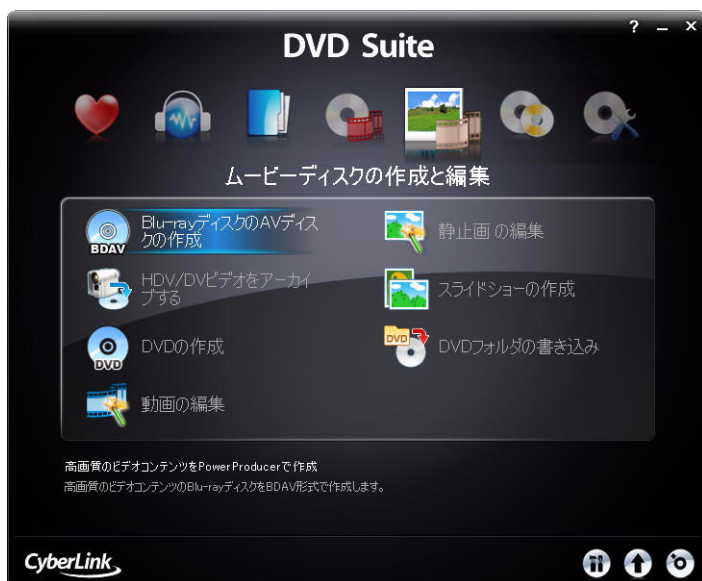 DVD Suite
? – ×
ムービーディスクの作成と編集
Blu-rayディスクのAVディス
クの作成
BDAV
HDV/DVビデオをアーカイ
ブする
DVDの作成
DVD
動画の編集
静止画 の編集
スライドショーの作成
DVD
DVDフォルダの書き込み
高画質のビデオコンテンツをPowerProducerで作成
高画質のビデオコンテンツのBlu-rayディスクをBDAV形式で作成します。
CyberLink